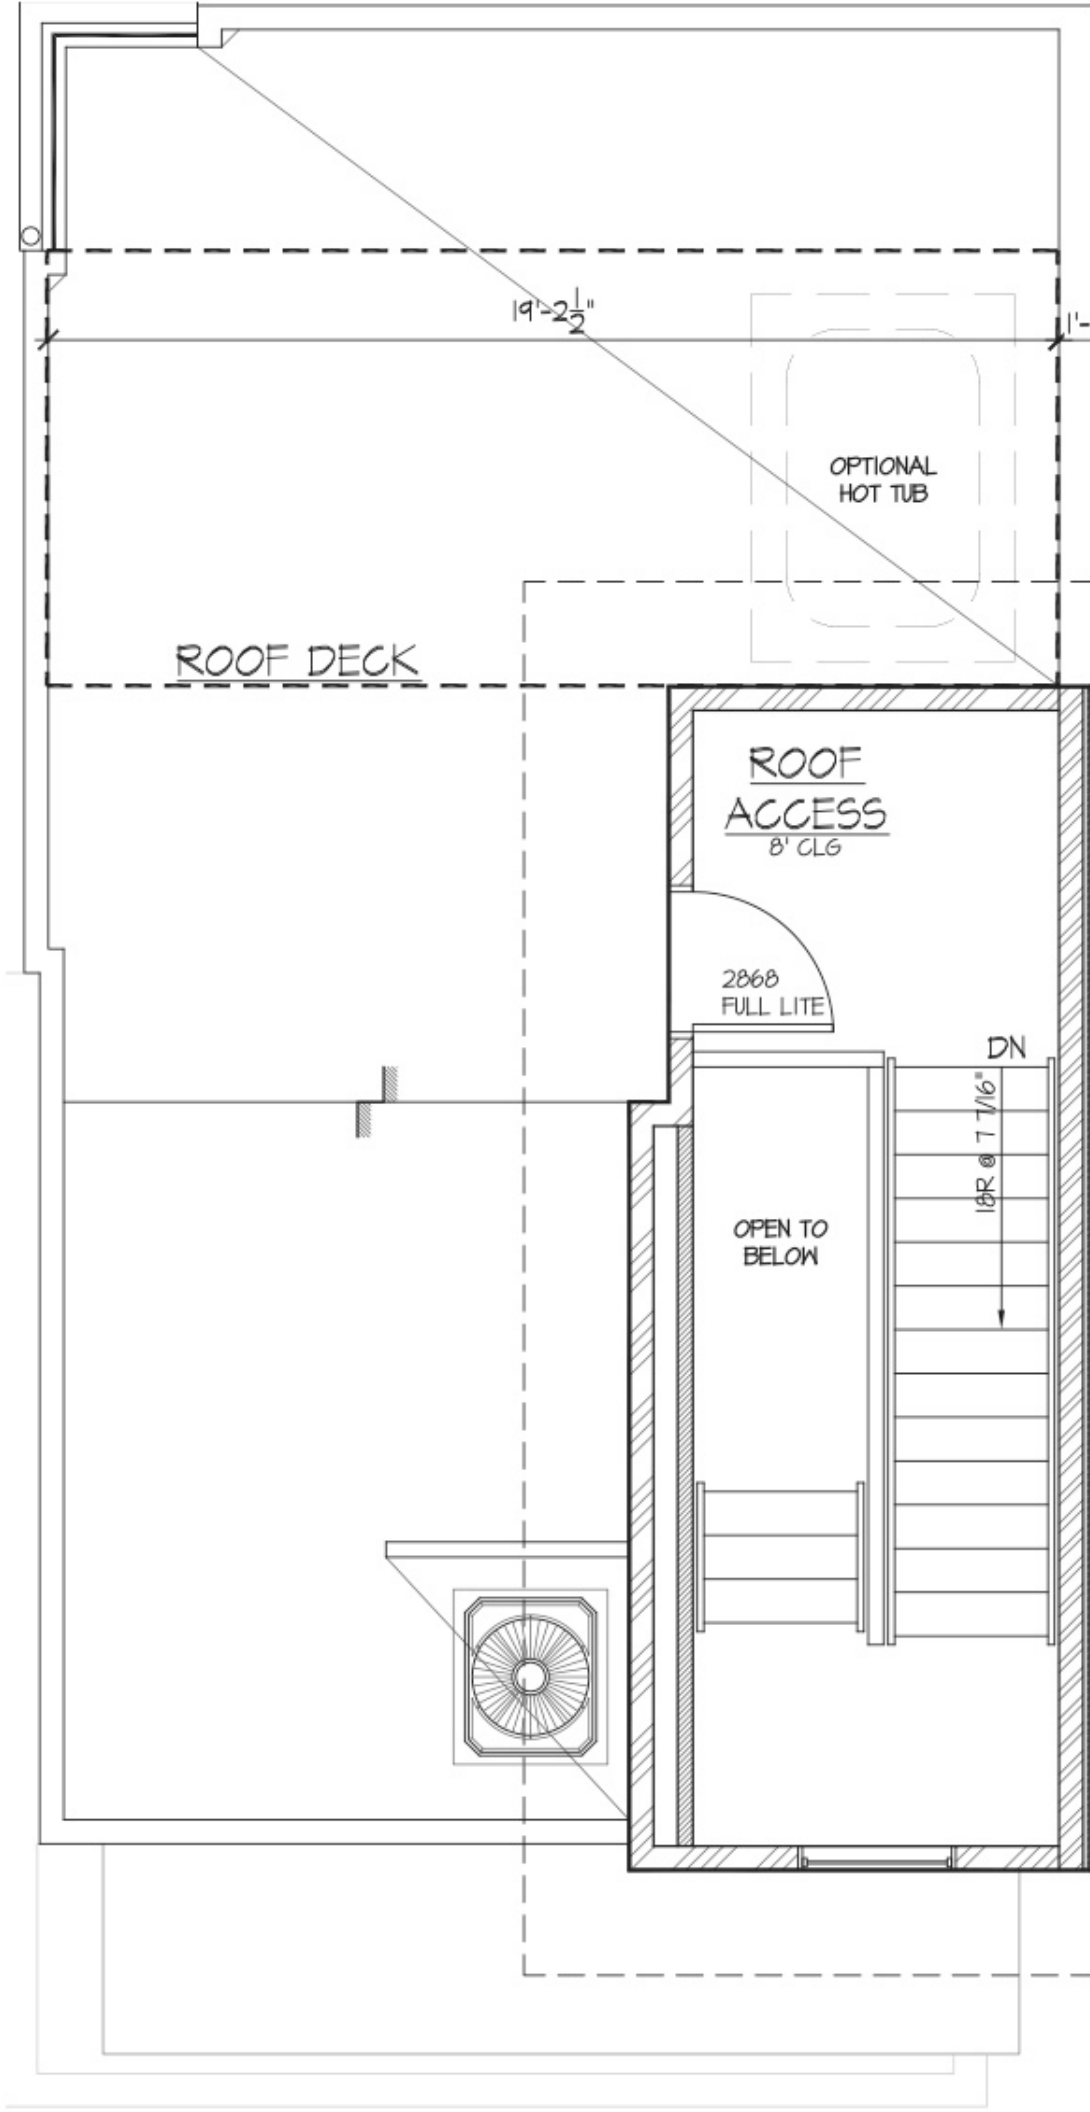 19'-2 1/2"
1'-
OPTIONAL
HOT TUB
ROOF DECK
ROOF
ACCESS
8' CLG
2868
FULL LITE
DN
18R @ 7 7/16"
OPEN TO
BELOW